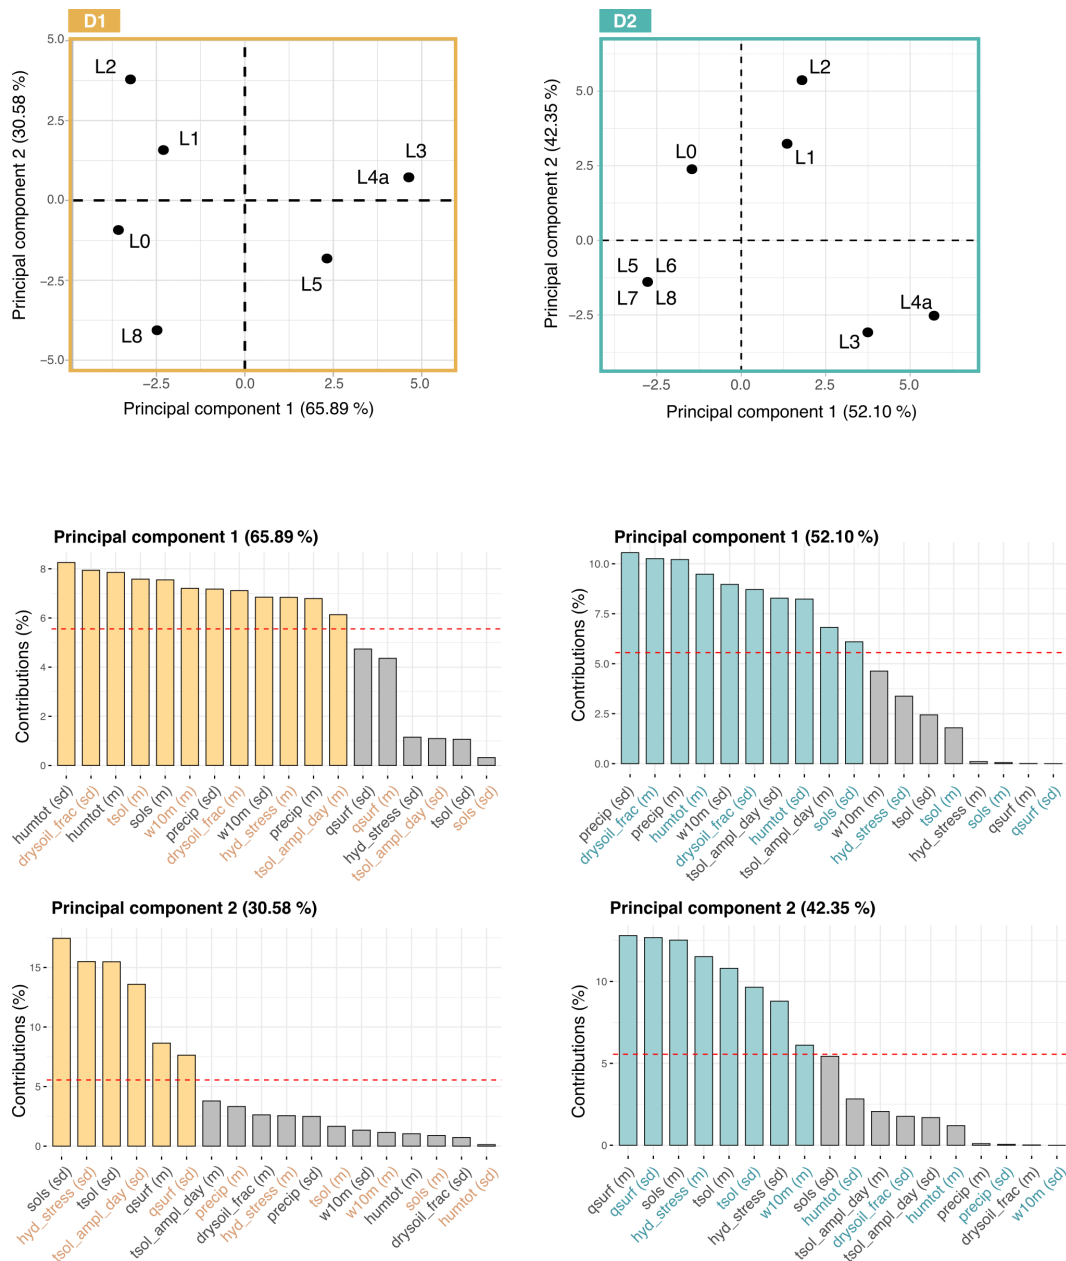 D1
5.0
2.5
0.0
−2.5
−5.0
Principal component 2 (30.58 %)
L2
L1
L3
L4a
L0
L5
L8
−2.5
0.0
2.5
5.0
Principal component 1 (65.89 %)
D2
5.0
2.5
0.0
−2.5
Principal component 2 (42.35 %)
L2
L1
L0
L5 L6
L7 L8
L4a
L3
−2.5
0.0
2.5
5.0
Principal component 1 (52.10 %)
Principal component 1 (65.89 %)
Contributions (%)
8
6
4
2
0
humtot (sd)
drysoil_frac (sd)
humtot (m)
tsol (m)
sols (m)
w10m (m)
precip (sd)
drysoil_frac (m)
w10m (sd)
hyd_stress (m)
precip (m)
tsol_ampl_day (m)
qsurf (sd)
qsurf (m)
hyd_stress (sd)
tsol_ampl_day (sd)
tsol (sd)
sols (sd)
Principal component 1 (52.10 %)
Contributions (%)
10.0
7.5
5.0
2.5
0.0
precip (sd)
drysoil_frac (m)
precip (m)
humtot (m)
w10m (sd)
drysoil_frac (sd)
tsol_ampl_day (sd)
humtot (sd)
tsol_ampl_day (m)
sols (sd)
w10m (m)
hyd_stress (sd)
tsol (sd)
tsol (m)
hyd_stress (m)
sols (m)
qsurf (m)
qsurf (sd)
Principal component 2 (30.58 %)
Contributions (%)
15
10
5
0
sols (sd)
hyd_stress (sd)
tsol (sd)
tsol_ampl_day (sd)
qsurf (m)
qsurf (sd)
tsol_ampl_day (m)
precip (m)
drysoil_frac (m)
hyd_stress (m)
precip (sd)
tsol (m)
w10m (sd)
w10m (m)
humtot (m)
sols (m)
drysoil_frac (sd)
humtot (sd)
Principal component 2 (42.35 %)
Contributions (%)
10
5
0
qsurf (m)
qsurf (sd)
sols (m)
hyd_stress (m)
tsol (m)
tsol (sd)
hyd_stress (sd)
w10m (m)
sols (sd)
humtot (sd)
tsol_ampl_day (m)
drysoil_frac (sd)
tsol_ampl_day (sd)
humtot (m)
precip (m)
precip (sd)
drysoil_frac (m)
w10m (sd)